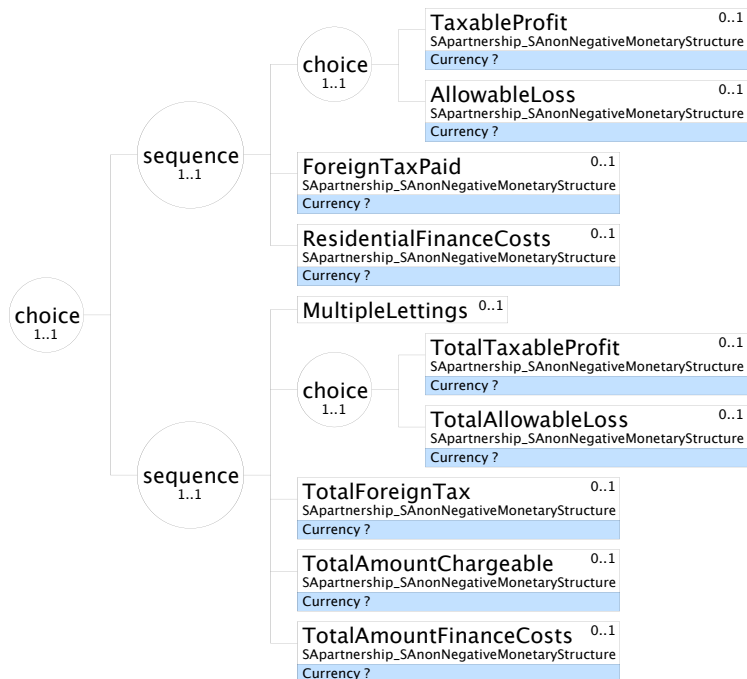 TaxableProfit 0..1
SApartnership_SAnonNegativeMonetaryStructure
Currency ?
choice
1..1
AllowableLoss 0..1
SApartnership_SAnonNegativeMonetaryStructure
Currency ?
sequence
1..1
ForeignTaxPaid 0..1
SApartnership_SAnonNegativeMonetaryStructure
Currency ?
ResidentialFinanceCosts 0..1
SApartnership_SAnonNegativeMonetaryStructure
Currency ?
choice
1..1
MultipleLettings 0..1
TotalTaxableProfit 0..1
SApartnership_SAnonNegativeMonetaryStructure
Currency ?
choice
1..1
TotalAllowableLoss 0..1
SApartnership_SAnonNegativeMonetaryStructure
Currency ?
sequence
1..1
TotalForeignTax 0..1
SApartnership_SAnonNegativeMonetaryStructure
Currency ?
TotalAmountChargeable 0..1
SApartnership_SAnonNegativeMonetaryStructure
Currency ?
TotalAmountFinanceCosts 0..1
SApartnership_SAnonNegativeMonetaryStructure
Currency ?